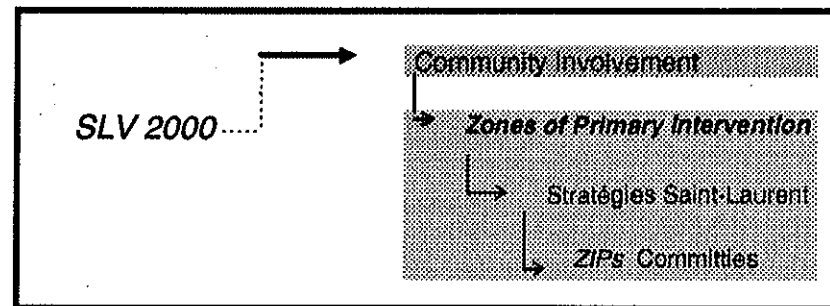 Community Involvement
SLV 2000
Zones of Primary Intervention
Stratégies Saint-Laurent
ZIPs Committies